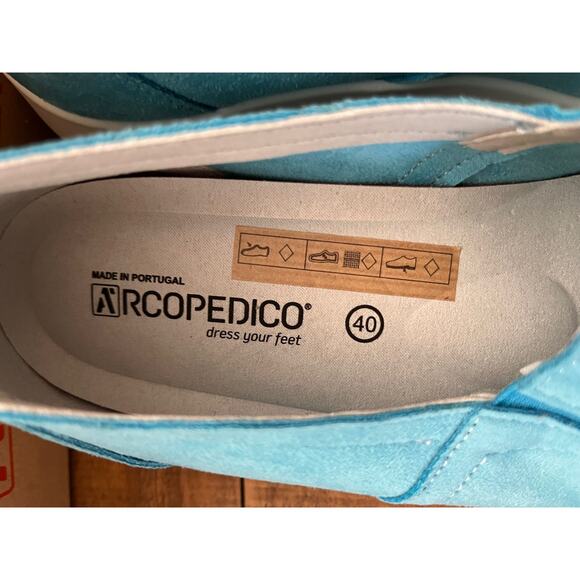 MADE IN PORTUGAL
ARCOPEDICO®
dress your feet
40